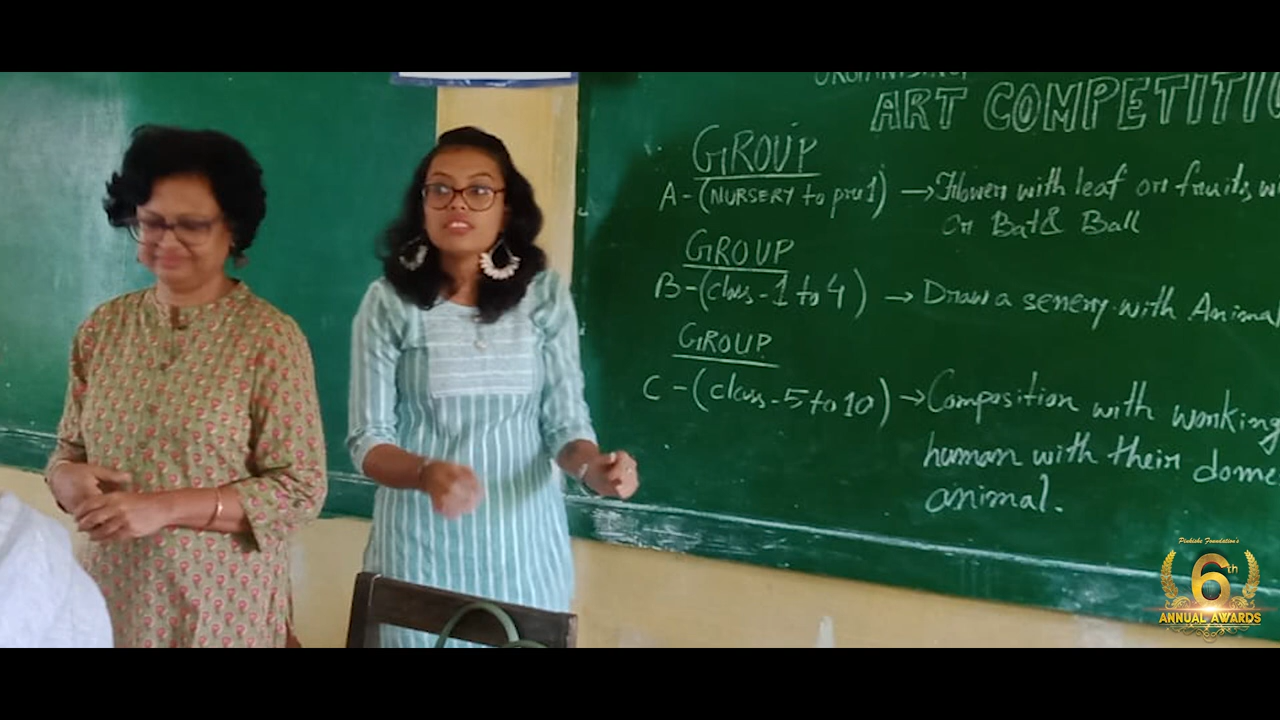 ORGANISING
ART COMPETITIO
GROUP
A-(NURSERY to pre1) → Flower with leaf or fruits w
Or Bat & Ball
GROUP
B-(class-1 to 4) → Draw a senery with Animal
GROUP
C-(class-5 to 10) → Composition with working
human with their dome
animal.
Pinkishe Foundation's
6th
ANNUAL AWARDS